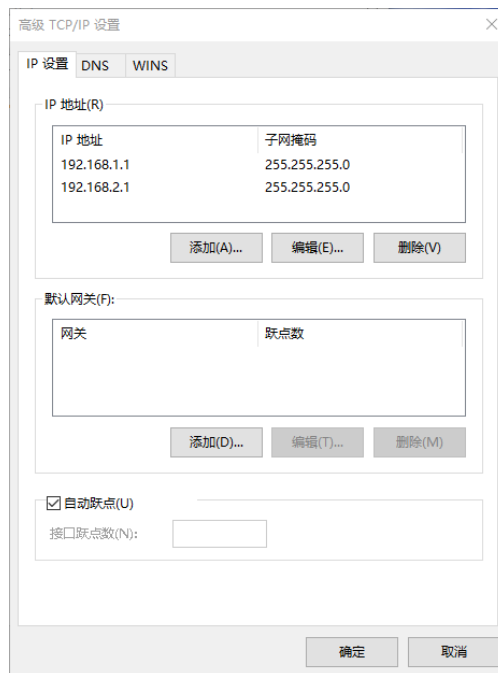 高级 TCP/IP 设置
IP 设置 DNS WINS
IP 地址(R)
IP 地址 子网掩码
192.168.1.1 255.255.255.0
192.168.2.1 255.255.255.0
添加(A)... 编辑(E)... 删除(V)
默认网关(F):
网关 跃点数
添加(D)... 编辑(T)... 删除(M)
自动跃点(U)
接口跃点数(N):
确定 取消